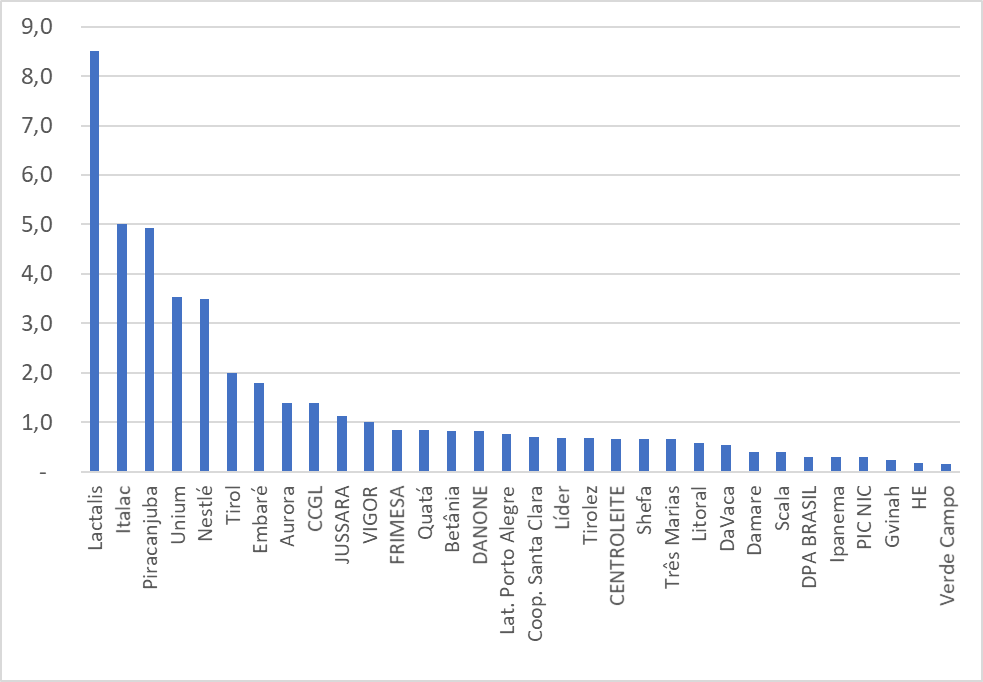 9,0
8,0
7,0
6,0
5,0
4,0
3,0
2,0
1,0
-
Lactalis
Italac
Piracanjuba
Unium
Nestlé
Tirol
Embaré
Aurora
CCGL
JUSSARA
VIGOR
FRIMESA
Quatá
Betânia
DANONE
Lat. Porto Alegre
Coop. Santa Clara
Líder
Tirolez
CENTROLEITE
Shefa
Três Marias
Litoral
DaVaca
Damare
Scala
DPA BRASIL
Ipanema
PIC NIC
Gvinah
HE
Verde Campo